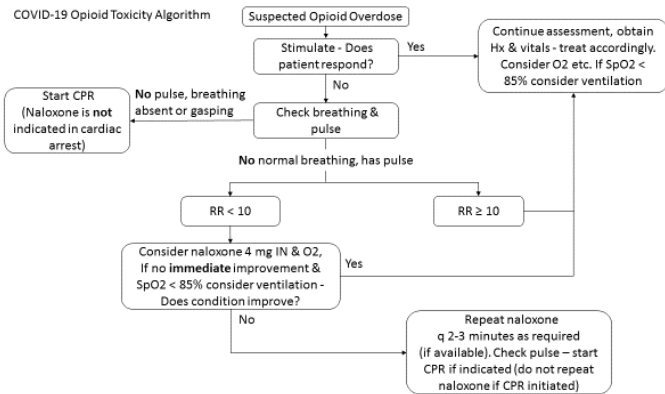 COVID-19 Opioid Toxicity Algorithm
Suspected Opioid Overdose
Stimulate - Does
patient respond?
Yes
Continue assessment, obtain
Hx & vitals - treat accordingly.
Consider O2 etc. If SpO2 <
85% consider ventilation
No
Check breathing &
pulse
No pulse, breathing
absent or gasping
Start CPR
(Naloxone is not
indicated in cardiac
arrest)
No normal breathing, has pulse
RR < 10
RR ≥ 10
Consider naloxone 4 mg IN & O2,
If no immediate improvement &
SpO2 < 85% consider ventilation -
Does condition improve?
Yes
No
Repeat naloxone
q 2-3 minutes as required
(if available). Check pulse – start
CPR if indicated (do not repeat
naloxone if CPR initiated)